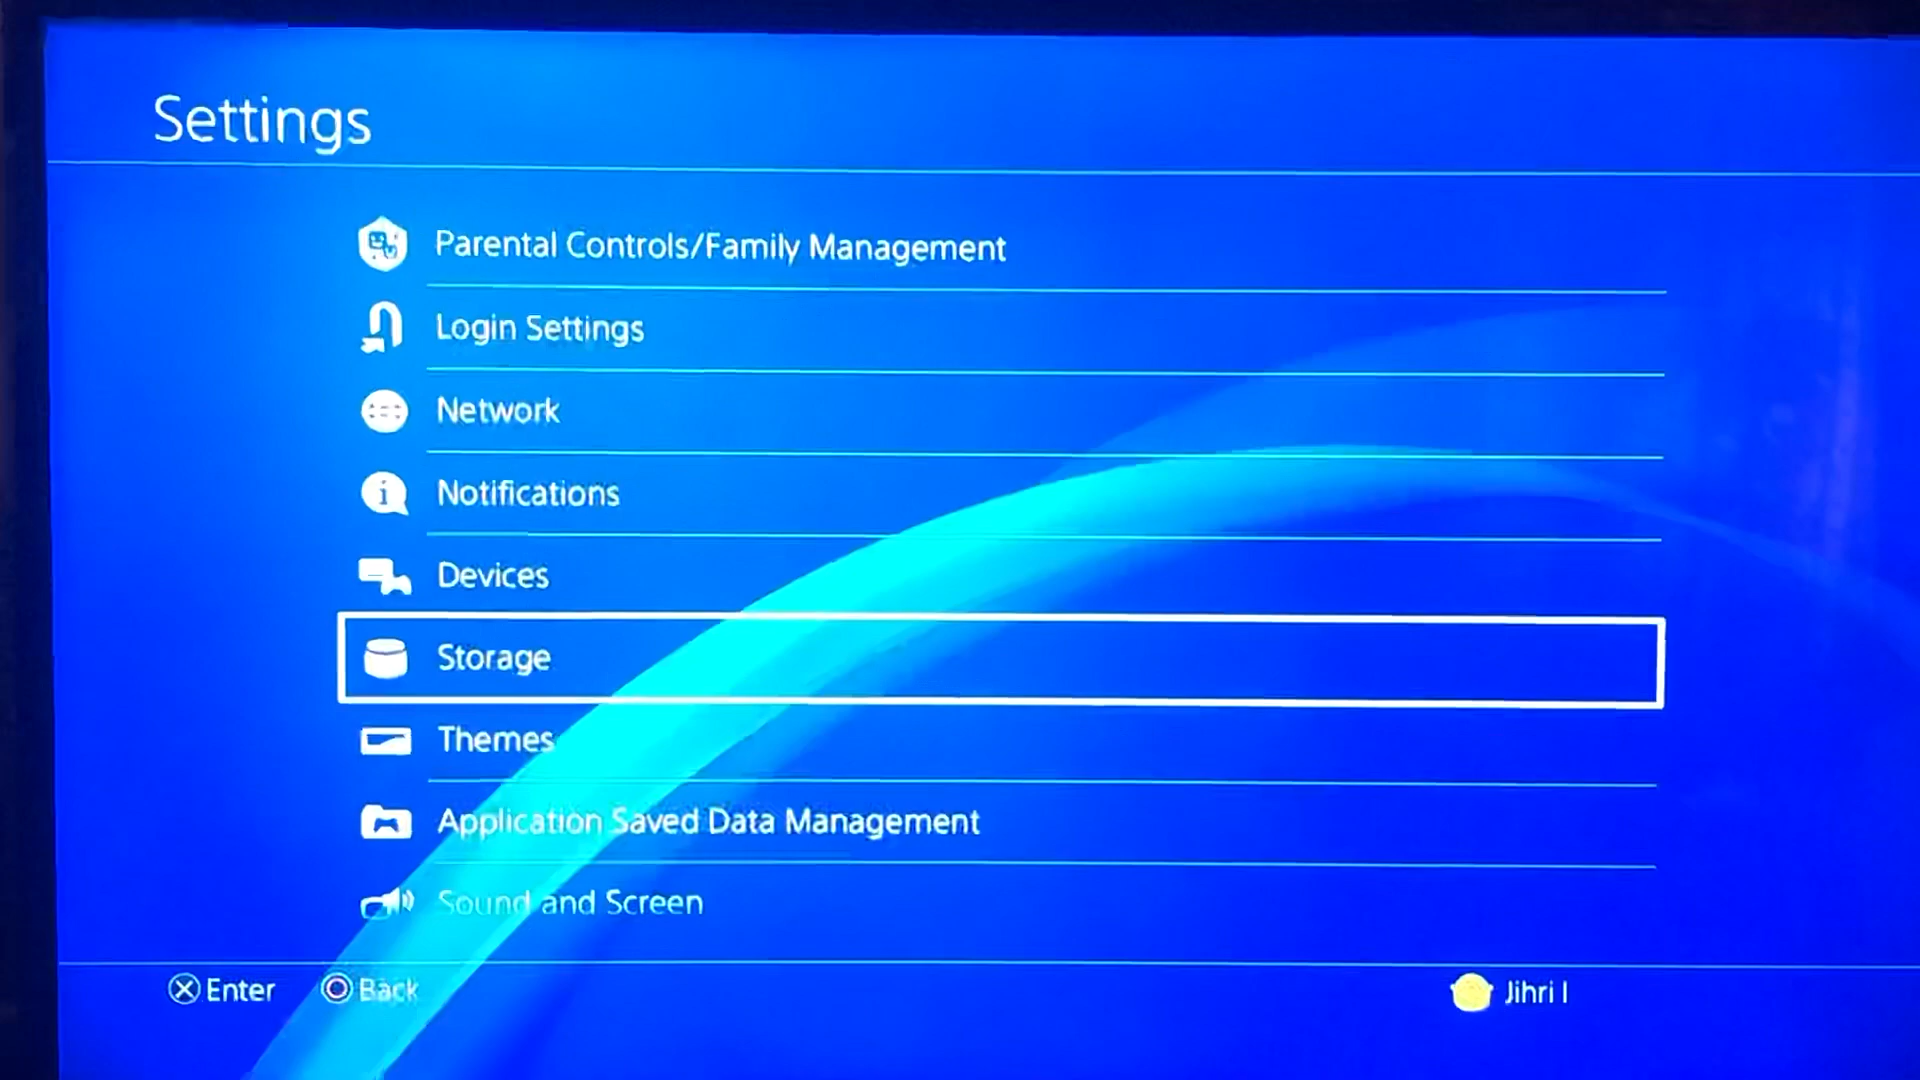 Settings
Parental Controls/Family Management
Login Settings
Network
Notifications
Devices
Storage
Themes
Application Saved Data Management
Sound and Screen
Enter Back Jihri I